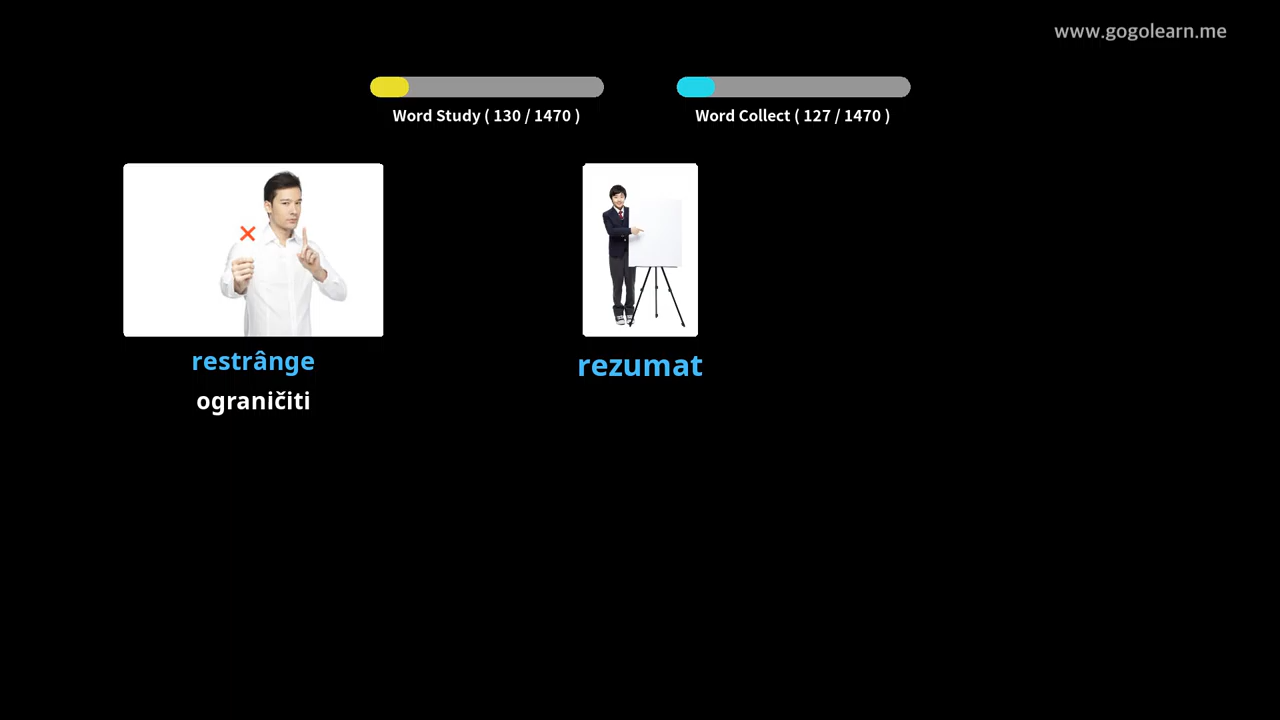 www.gogolearn.me
Word Study ( 130 / 1470 )
Word Collect ( 127 / 1470 )
restrânge
ograničiti
rezumat